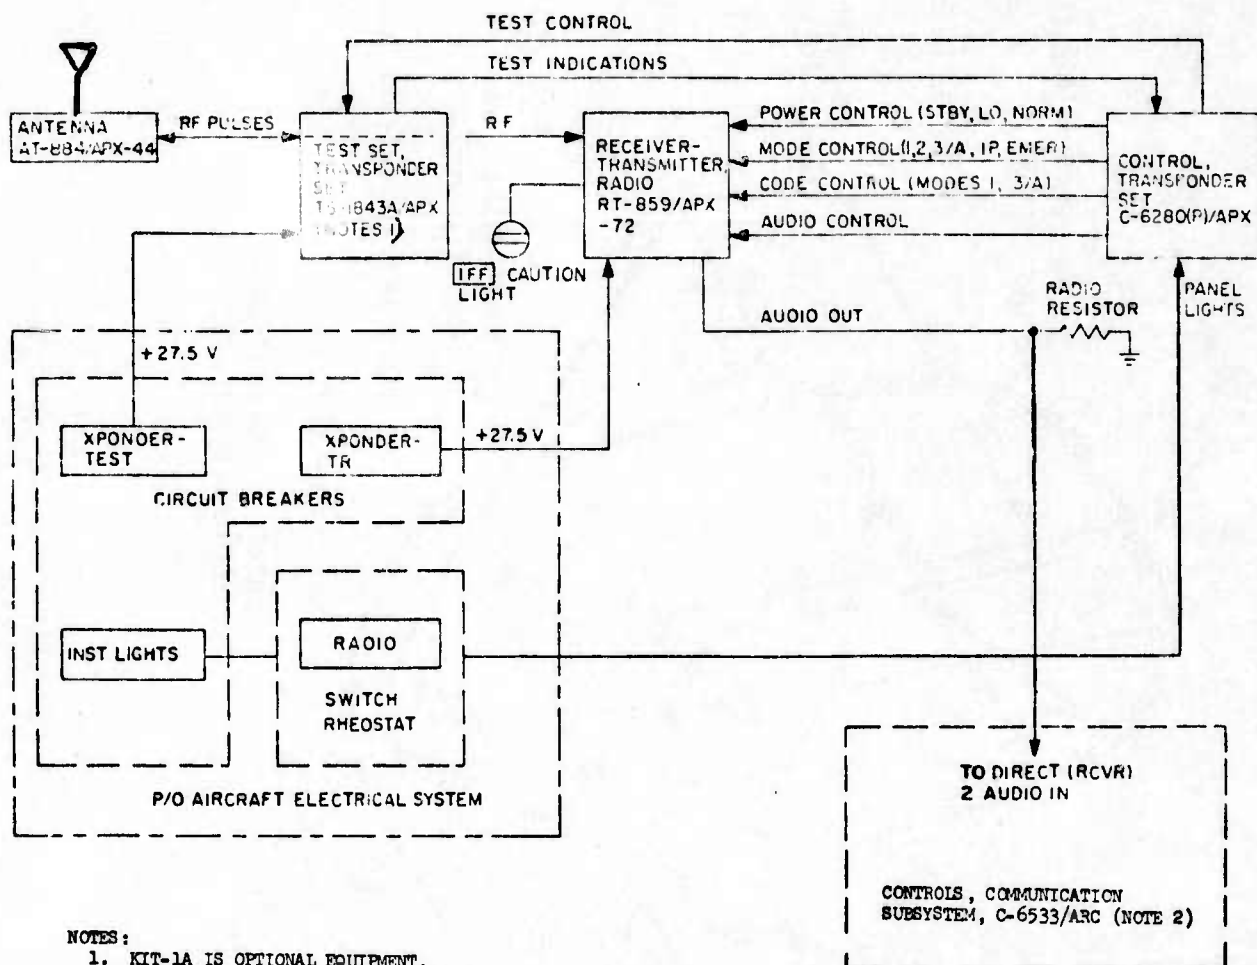 TEST CONTROL
TEST INDICATIONS
ANTENNA
AT-884/APX-44
RF PULSES
TEST SET,
TRANSPONDER
SET
TS-1843A/APX
(NOTES 1)
RF
IFF CAUTION
LIGHT
RECEIVER-
TRANSMITTER,
RADIO
RT-859/APX
-72
POWER CONTROL (STBY, LO, NORM)
MODE CONTROL (1,2,3/A, IP, EMER)
CODE CONTROL (MODES 1, 3/A)
AUDIO CONTROL
CONTROL,
TRANSPONDER
SET
C-6280(P)/APX
AUDIO OUT
RADIO
RESISTOR
PANEL
LIGHTS
+27.5 V
XPONDER-
TEST
XPONDER-
TR
+27.5 V
CIRCUIT BREAKERS
INST LIGHTS
RADIO
SWITCH
RHEOSTAT
P/O AIRCRAFT ELECTRICAL SYSTEM
TO DIRECT (RCVR)
2 AUDIO IN
CONTROLS, COMMUNICATION
SUBSYSTEM, C-6533/ARC (NOTE 2)
NOTES:
1. KIT-1A IS OPTIONAL EQUIPMENT.